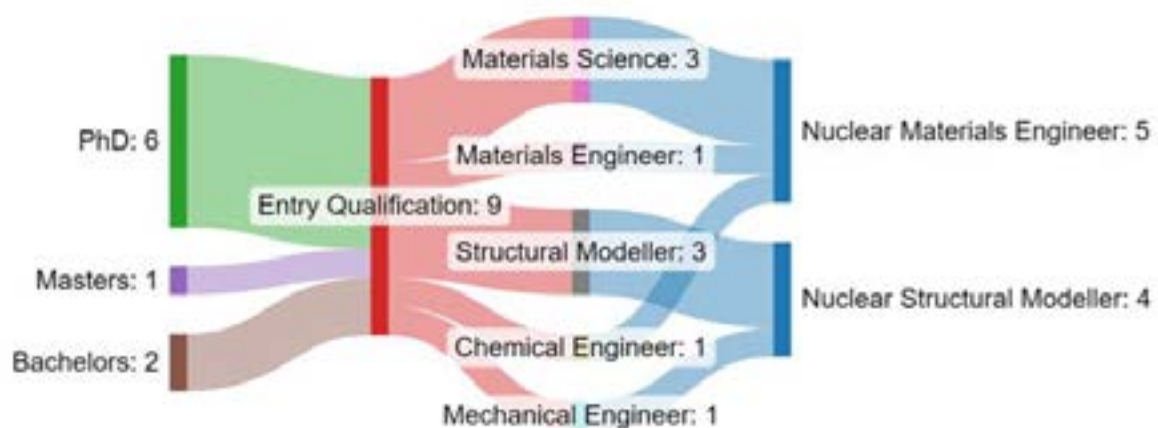 PhD: 6
Masters: 1
Bachelors: 2
Entry Qualification: 9
Materials Science: 3
Materials Engineer: 1
Structural Modeller: 3
Chemical Engineer: 1
Mechanical Engineer: 1
Nuclear Materials Engineer: 5
Nuclear Structural Modeller: 4